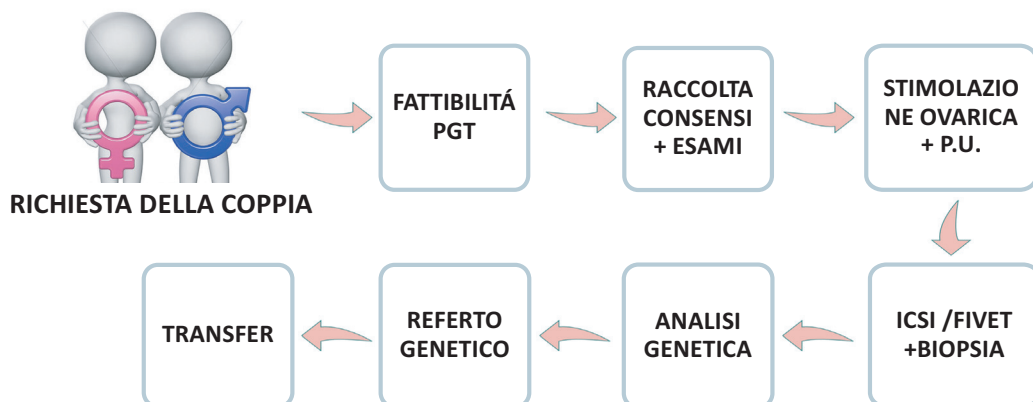 RICHIESTA DELLA COPPIA
FATTIBILITÁ
PGT
RACCOLTA
CONSENSI
+ ESAMI
STIMOLAZIO
NE OVARICA
+ P.U.
ICSI /FIVET
+BIOPSIA
ANALISI
GENETICA
REFERTO
GENETICO
TRANSFER